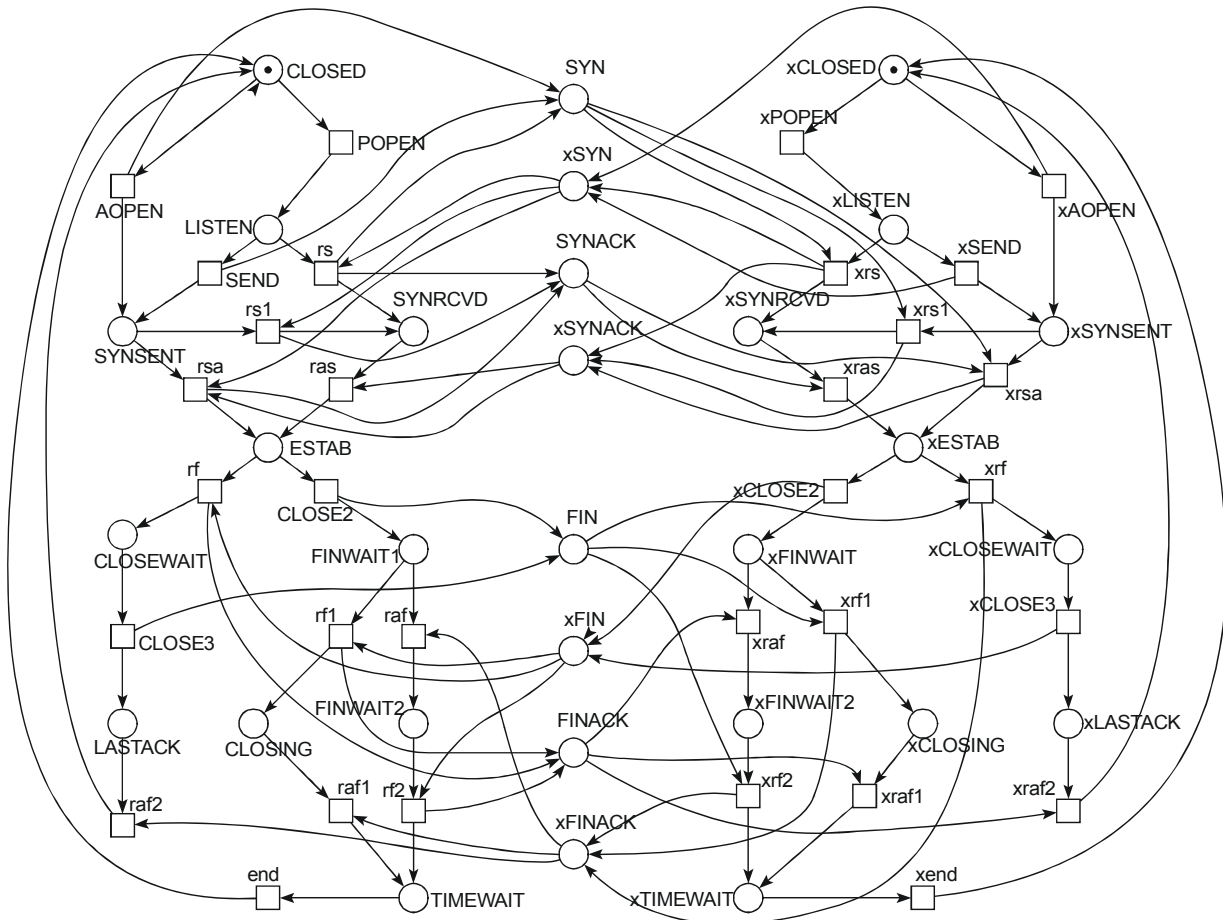 CLOSED
SYN
xCLOSED
POPEN
xPOPEN
xSYN
AOPEN
xLISTEN
xAOPEN
LISTEN
rs
SYNACK
xSEND
SEND
xrs
rs1
SYNRCVD
xSYNRCVD
xrs1
SYNSENT
xSYNACK
xSYNSENT
rsa
ras
xras
xrsa
ESTAB
xESTAB
rf
xCLOSE2
xrf
CLOSE2
FIN
CLOSEWAIT
FINWAIT1
xFINWAIT
xCLOSEWAIT
rf1
raf
xrf1
xCLOSE3
CLOSE3
xFIN
xraf
FINWAIT2
xFINWAIT2
LASTACK
CLOSING
FINACK
xCLOSING
xLASTACK
raf1
rf2
xrf2
xraf1
xraf2
raf2
xFINACK
end
xend
TIMEWAIT
xTIMEWAIT